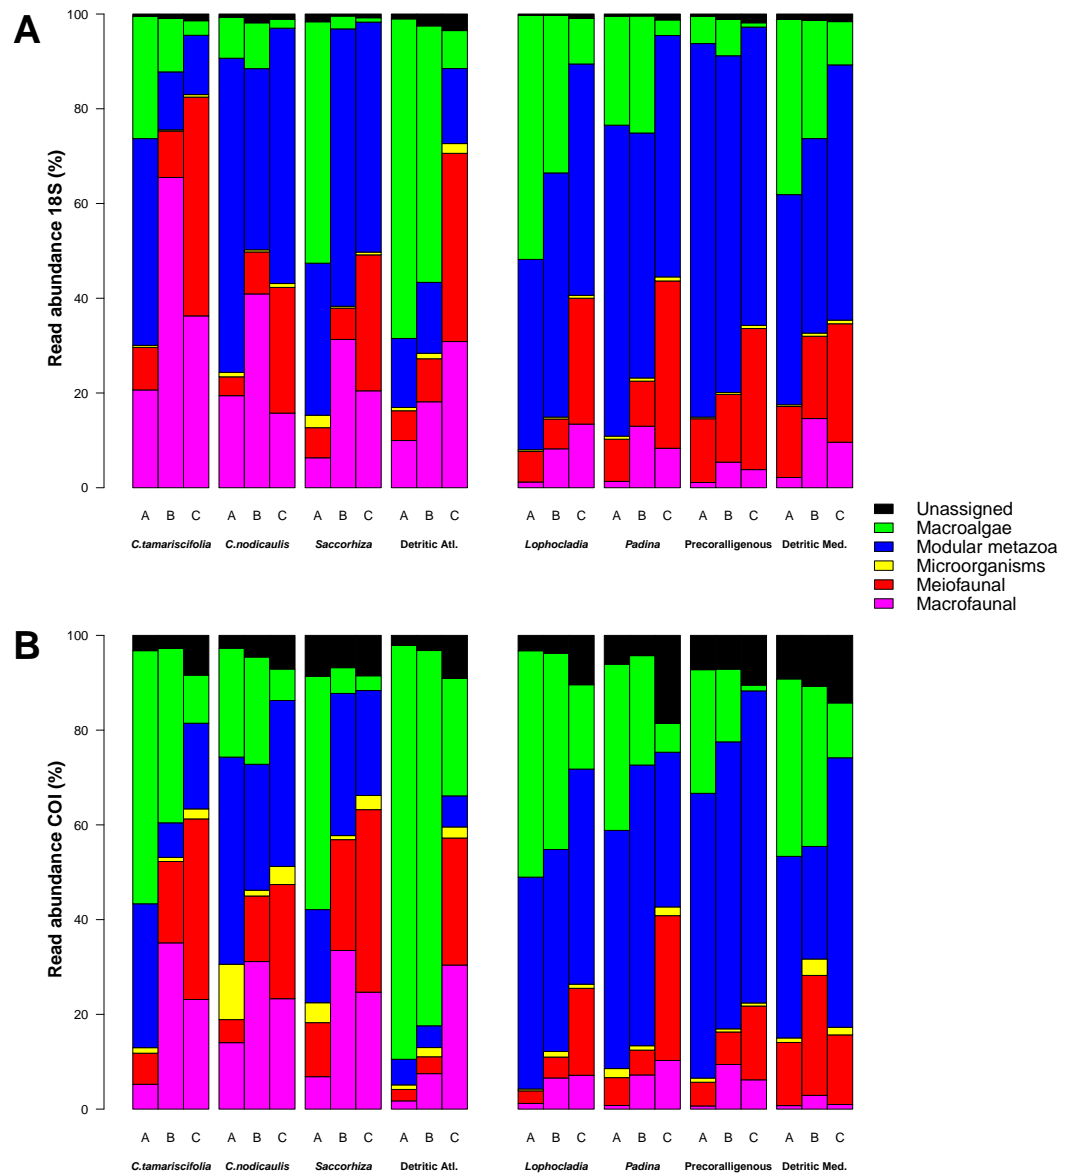 A
Read abundance 18S (%)
100
80
60
40
20
0
A B C A B C A B C A B C A B C A B C A B C A B C
C.tamariscifolia C.nodicaulis Saccorhiza Detritic Atl. Lophocladia Padina Precoralligenous Detritic Med.
Unassigned
Macroalgae
Modular metazoa
Microorganisms
Meiofaunal
Macrofaunal
B
Read abundance COI (%)
100
80
60
40
20
0
A B C A B C A B C A B C A B C A B C A B C A B C
C.tamariscifolia C.nodicaulis Saccorhiza Detritic Atl. Lophocladia Padina Precoralligenous Detritic Med.